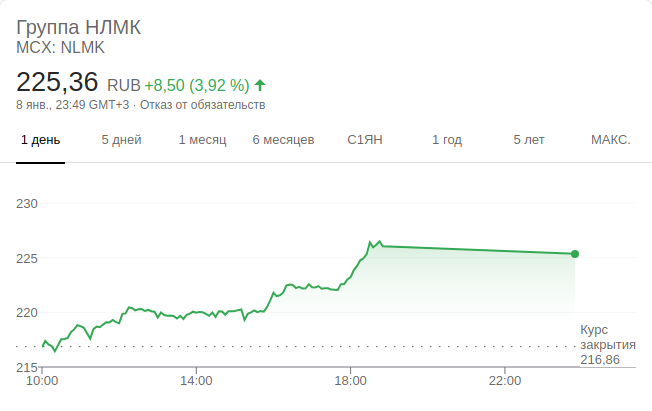 Группа НЛМК
MCX: NLMK
225,36 RUB +8,50 (3,92 %)
8 янв., 23:49 GMT+3 · Отказ от обязательств
1 день 5 дней 1 месяц 6 месяцев С1ЯН 1 год 5 лет МАКС.
230
225
220
215
Курс
закрытия
216,86
10:00 14:00 18:00 22:00